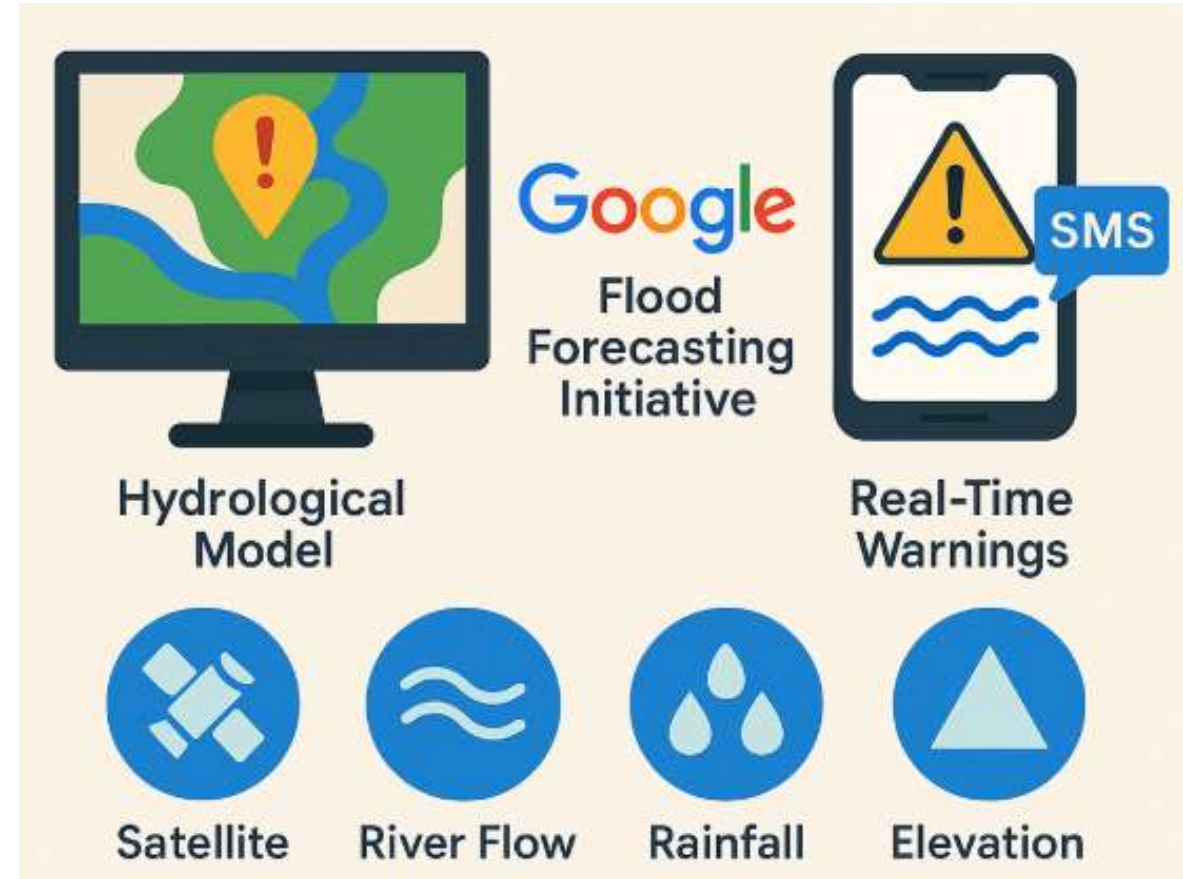 Google
Flood
Forecasting
Initiative
SMS
Hydrological
Model
Real-Time
Warnings
Satellite
River Flow
Rainfall
Elevation